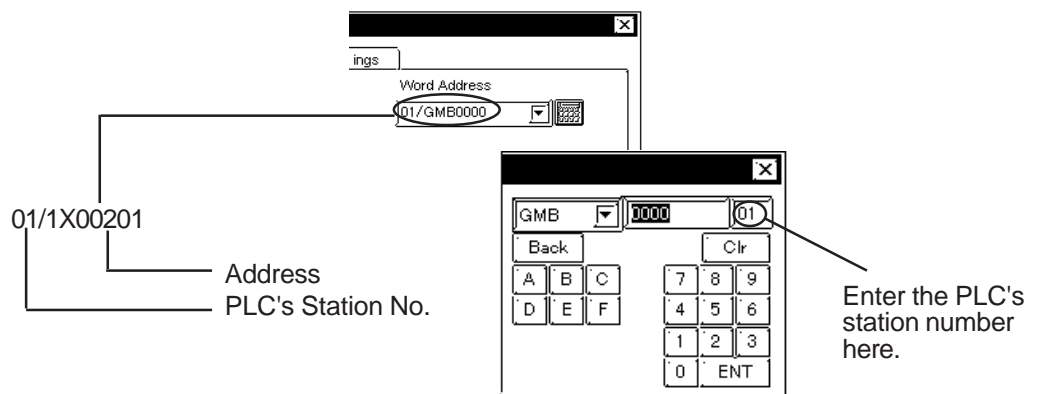 ings
Word Address
01/GMB0000
01/1X00201
Address
PLC's Station No.
GMB 0000 01
Back Clr
A B C 7 8 9
D E F 4 5 6
1 2 3
0 ENT
Enter the PLC's
station number
here.